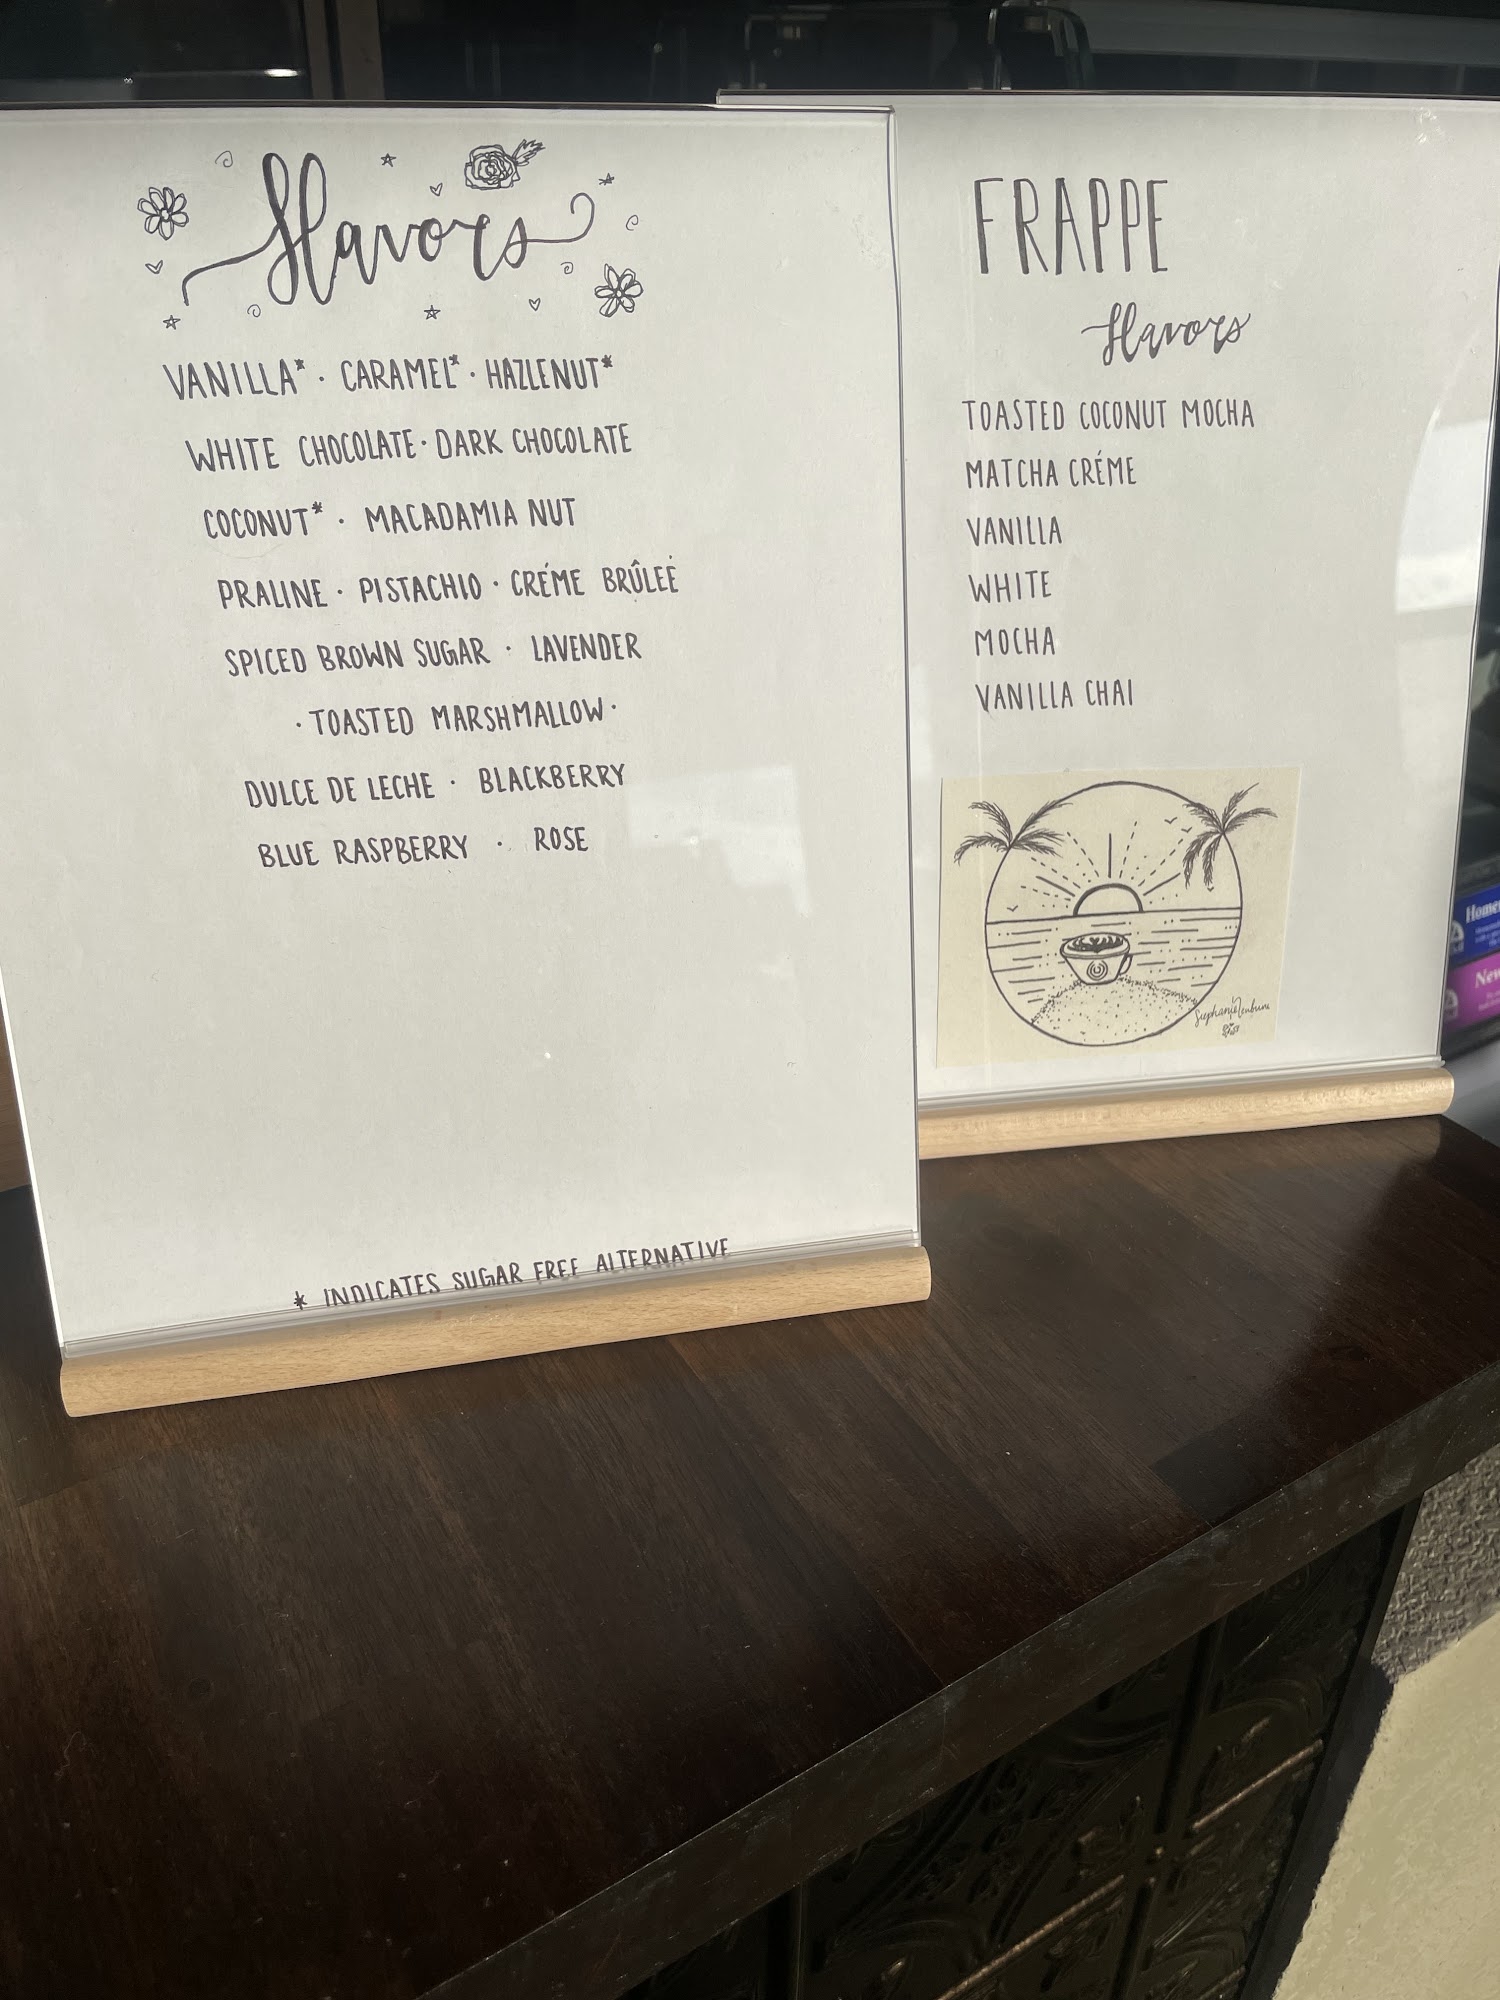 Flavors
VANILLA* · CARAMEL* · HAZLENUT*
WHITE CHOCOLATE · DARK CHOCOLATE
COCONUT* · MACADAMIA NUT
PRALINE · PISTACHIO · CRÉME BRÛLEÉ
SPICED BROWN SUGAR · LAVENDER
· TOASTED MARSHMALLOW ·
DULCE DE LECHE · BLACKBERRY
BLUE RASPBERRY · ROSE
* INDICATES SUGAR FREE ALTERNATIVE
FRAPPE
Flavors
TOASTED COCONUT MOCHA
MATCHA CRÉME
VANILLA
WHITE
MOCHA
VANILLA CHAI